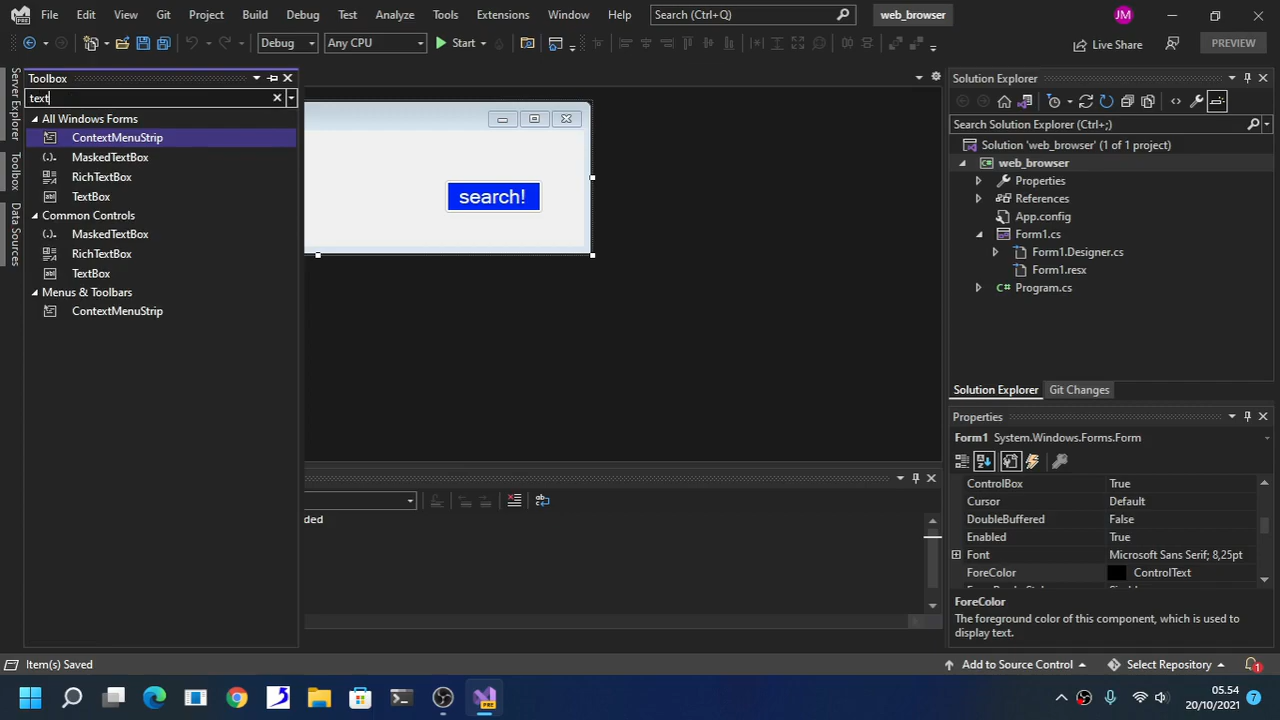 File Edit View Git Project Build Debug Test Analyze Tools Extensions Window Help Search (Ctrl+Q) web_browser JM
Debug Any CPU Start Live Share PREVIEW
Server Explorer
Toolbox
Data Sources
Toolbox
text
All Windows Forms
ContextMenuStrip
MaskedTextBox
RichTextBox
TextBox
Common Controls
MaskedTextBox
RichTextBox
TextBox
Menus & Toolbars
ContextMenuStrip
search!
ded
Solution Explorer
Search Solution Explorer (Ctrl+;)
Solution 'web_browser' (1 of 1 project)
web_browser
Properties
References
App.config
Form1.cs
Form1.Designer.cs
Form1.resx
Program.cs
Solution Explorer Git Changes
Properties
Form1 System.Windows.Forms.Form
ControlBox True
Cursor Default
DoubleBuffered False
Enabled True
Font Microsoft Sans Serif; 8,25pt
ForeColor ControlText
ForeColor
The foreground color of this component, which is used to
display text.
Item(s) Saved Add to Source Control Select Repository 1
PRE
05.54
20/10/2021 7